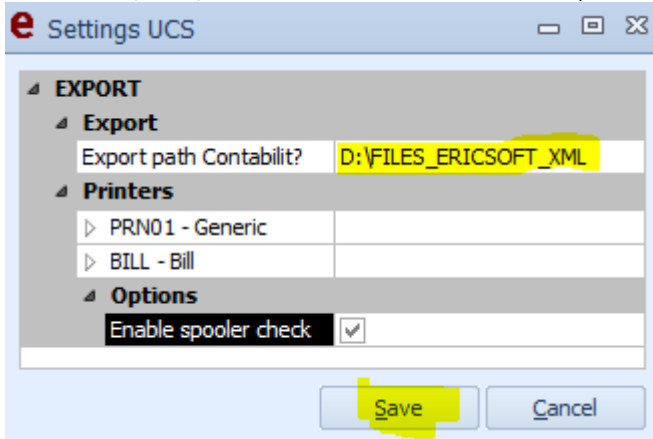 e Settings UCS
EXPORT
Export
Export path Contabilit? D:\FILES_ERICSOFT_XML
Printers
PRN01 - Generic
BILL - Bill
Options
Enable spooler check
Save Cancel